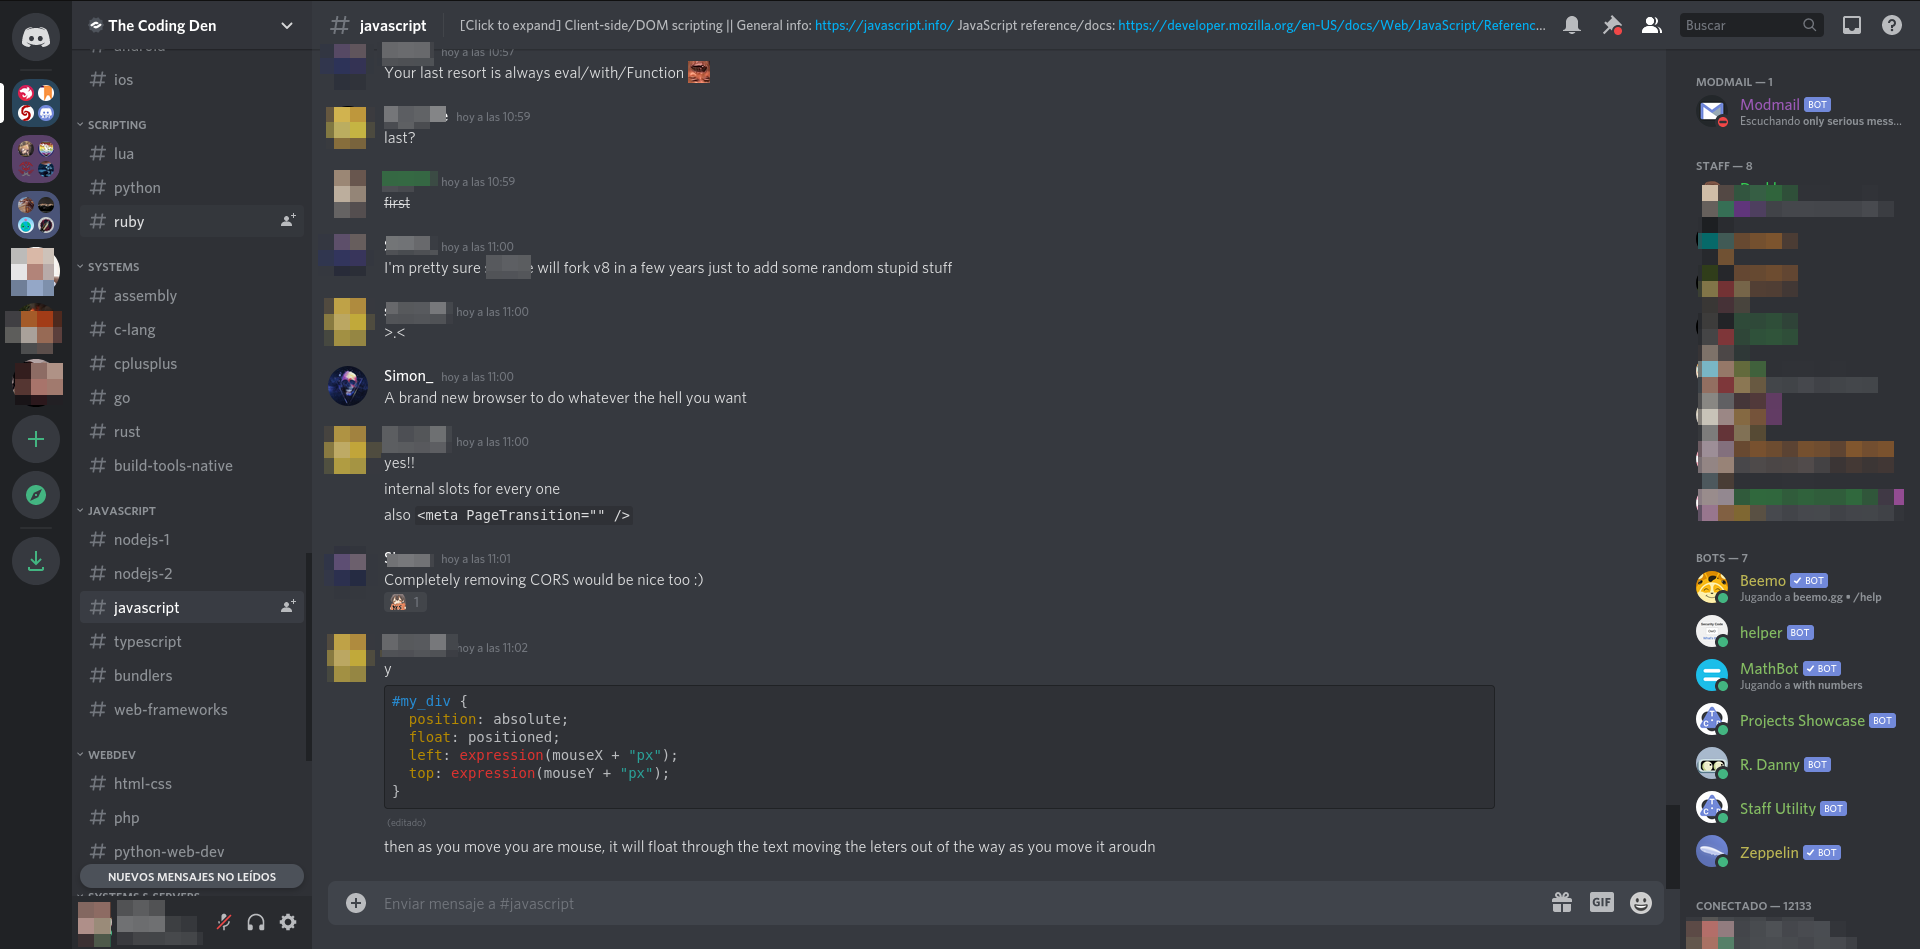 The Coding Den
android
# ios
SCRIPTING
# lua
# python
# ruby
SYSTEMS
# assembly
# c-lang
# cplusplus
# go
# rust
# build-tools-native
JAVASCRIPT
# nodejs-1
# nodejs-2
# javascript
# typescript
# bundlers
# web-frameworks
WEBDEV
# html-css
# php
# python-web-dev
NUEVOS MENSAJES NO LEÍDOS
SYSTEMS & SERVERS
# javascript
[Click to expand] Client-side/DOM scripting || General info: https://javascript.info/ JavaScript reference/docs: https://developer.mozilla.org/en-US/docs/Web/JavaScript/Referenc...
Buscar
hoy a las 10:57
Your last resort is always eval/with/Function
hoy a las 10:59
last?
hoy a las 10:59
first
hoy a las 11:00
I'm pretty sure will fork v8 in a few years just to add some random stupid stuff
hoy a las 11:00
>.<
Simon_ hoy a las 11:00
A brand new browser to do whatever the hell you want
hoy a las 11:00
yes!!
internal slots for every one
also <meta PageTransition="" />
hoy a las 11:01
Completely removing CORS would be nice too :)
1
hoy a las 11:02
y
#my_div {
  position: absolute;
  float: positioned;
  left: expression(mouseX + "px");
  top: expression(mouseY + "px");
}
(editado)
then as you move you are mouse, it will float through the text moving the leters out of the way as you move it aroudn
Enviar mensaje a #javascript
GIF
MODMAIL — 1
Modmail BOT
Escuchando only serious mess...
STAFF — 8
BOTS — 7
Beemo BOT
Jugando a beemo.gg • /help
helper BOT
MathBot BOT
Jugando a with numbers
Projects Showcase BOT
R. Danny BOT
Staff Utility BOT
Zeppelin BOT
CONECTADO — 12133